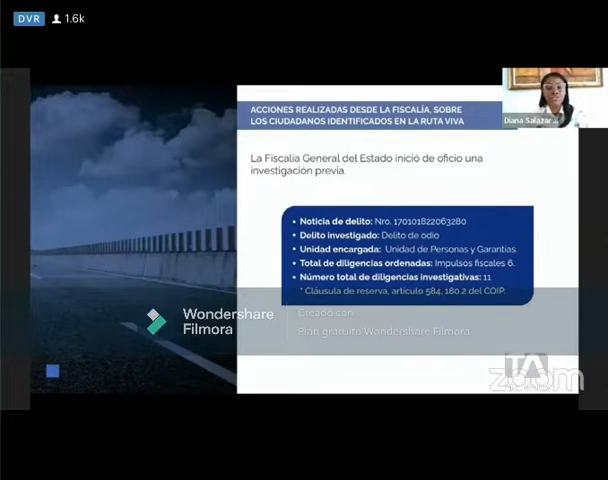 DVR 1.6k
ACCIONES REALIZADAS DESDE LA FISCALÍA, SOBRE
LOS CIUDADANOS IDENTIFICADOS EN LA RUTA VIVA
Diana Salazar
La Fiscalía General del Estado inició de oficio una
investigación previa.
• Noticia de delito: Nro. 170101822063280
• Delito investigado: Delito de odio
• Unidad encargada: Unidad de Personas y Garantías.
• Total de diligencias ordenadas: Impulsos fiscales 6.
• Número total de diligencias investigativas: 11
* Cláusula de reserva, artículo 584, 180.2 del COIP.
Wondershare
Filmora
Creado con
Plan gratuito Wondershare Filmora
zoom